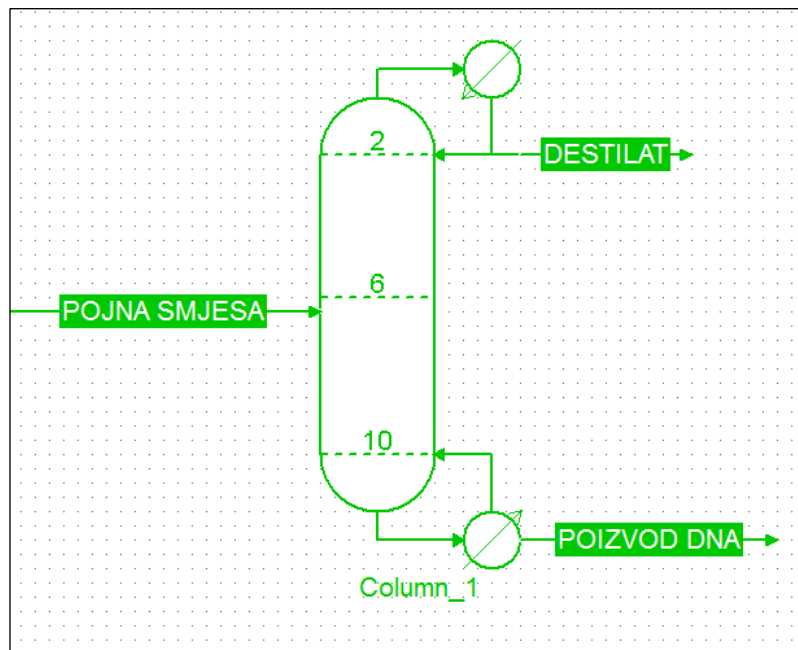 2
DESTILAT
6
POJNA SMJESA
10
POIZVOD DNA
Column_1